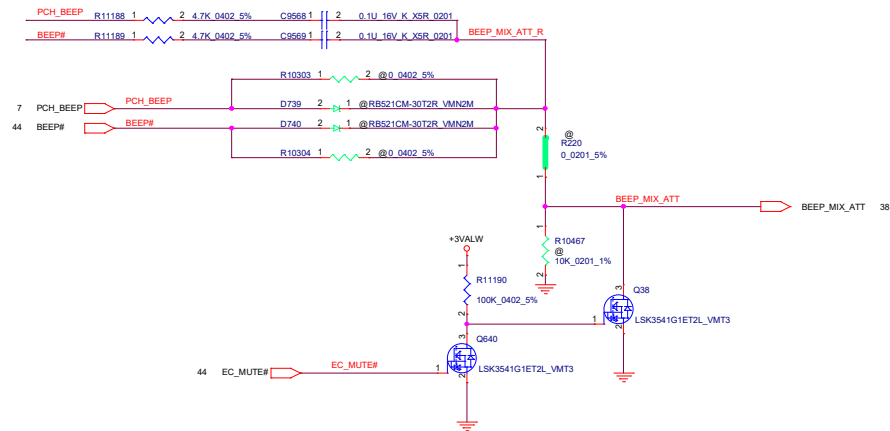 PCH_BEEP R11188 1 2 4.7K_0402_5% C9568 1 2 0.1U_16V_K_X5R_0201
BEEP# R11189 1 2 4.7K_0402_5% C9569 1 2 0.1U_16V_K_X5R_0201
BEEP_MIX_ATT_R
R10303 1 2 @0_0402_5%
7 PCH_BEEP PCH_BEEP D739 2 1 @RB521CM-30T2R_VMN2M
44 BEEP# BEEP# D740 2 1 @RB521CM-30T2R_VMN2M
R10304 1 2 @0_0402_5%
2 @
R220
0_0201_5%
1
BEEP_MIX_ATT
BEEP_MIX_ATT 38
1
R10467
@
10K_0201_1%
2
+3VALW
1
R11190
100K_0402_5%
2
3 Q38
1 LSK3541G1ET2L_VMT3
2
3 Q640
44 EC_MUTE# EC_MUTE# 1 LSK3541G1ET2L_VMT3
2